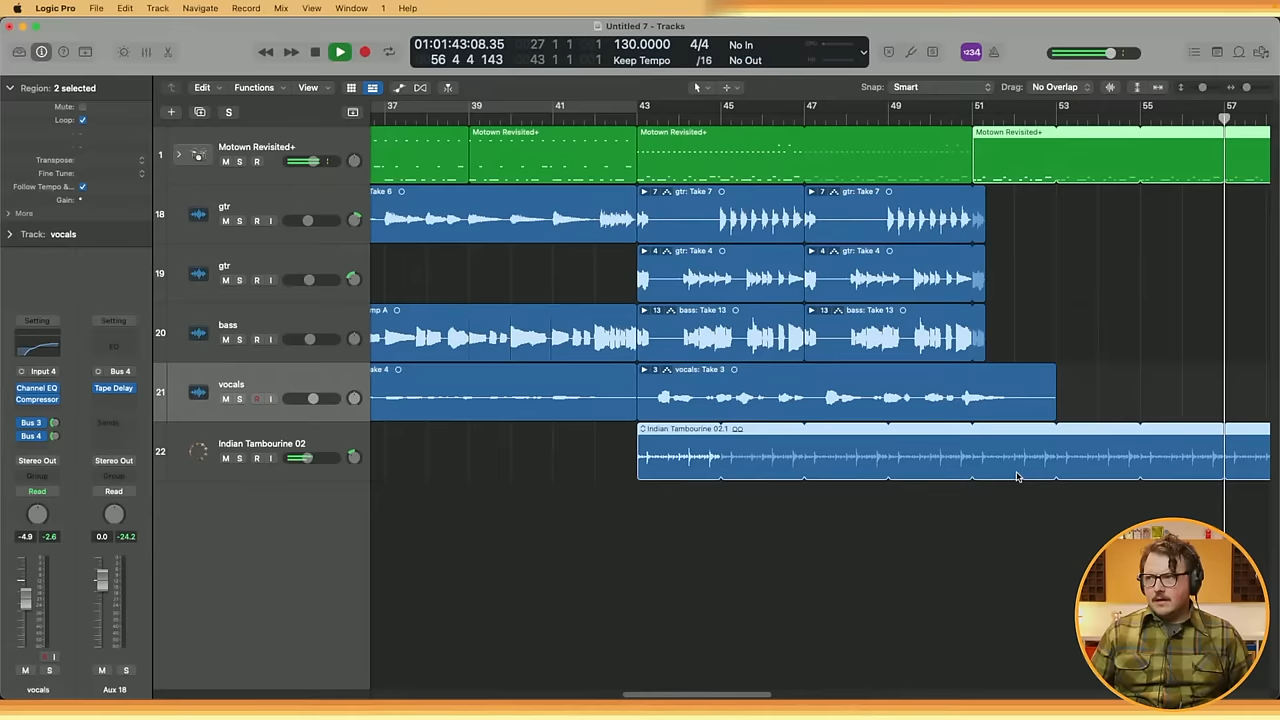 Logic Pro File Edit Track Navigate Record Mix View Window 1 Help
Untitled 7 - Tracks
01:01:43:08.35 27 1 1 1 130.0000 4/4 No In
56 4 4 143 43 1 1 1 Keep Tempo /16 No Out
1234
Region: 2 selected
Mute:
Loop:
Transpose:
Fine Tune:
Follow Tempo &...
Gain:
More
Track: vocals
Edit Functions View Snap: Smart Drag: No Overlap
S
37 39 41 43 45 47 49 51 53 55 57
1 Motown Revisited+
M S R
Motown Revisited+ Motown Revisited+ Motown Revisited+
18 gtr
M S R I
Take 6 7 gtr: Take 7 7 gtr: Take 7
19 gtr
M S R I
4 gtr: Take 4 4 gtr: Take 4
20 bass
M S R I
mp A 13 bass: Take 13 13 bass: Take 13
21 vocals
M S R I
ake 4 3 vocals: Take 3
22 Indian Tambourine 02
M S R I
Indian Tambourine 02.1
Setting Setting
EQ
Input 4 Bus 4
Channel EQ Tape Delay
Compressor
Bus 3 Sends
Bus 4
Stereo Out Stereo Out
Group Group
Read Read
-4.9 -2.6 0.0 -24.2
R I
M S M S
vocals Aux 18